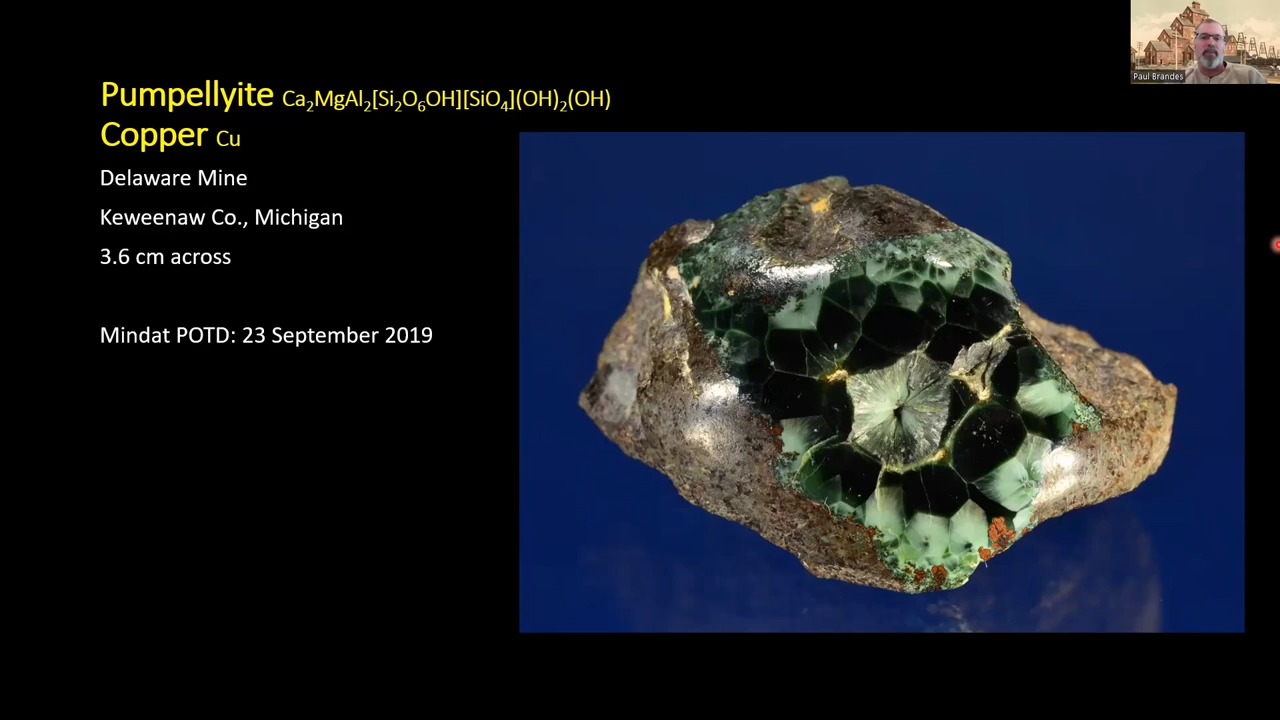 Pumpellyite Ca₂MgAl₂[Si₂O₆OH][SiO₄](OH)₂(OH)
Copper Cu
Delaware Mine
Keweenaw Co., Michigan
3.6 cm across
Mindat POTD: 23 September 2019
Paul Brandes